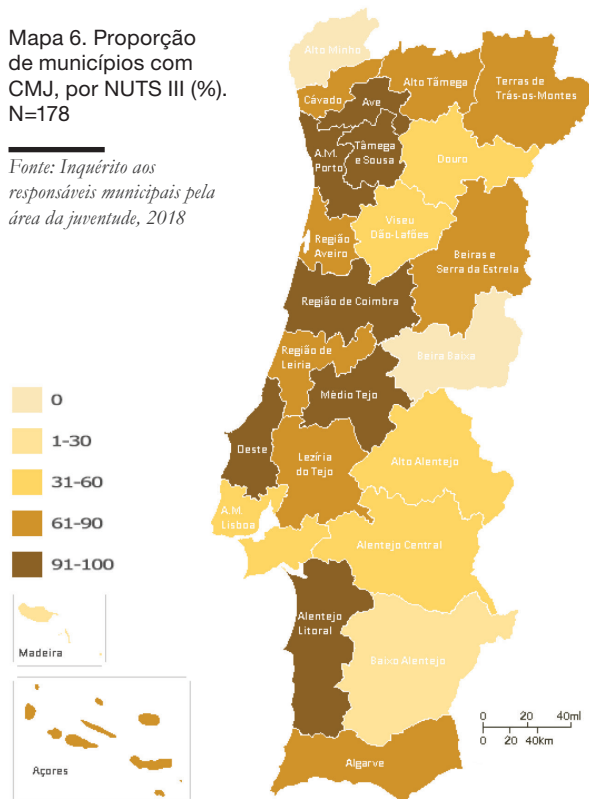 Mapa 6. Proporção
de municípios com
CMJ, por NUTS III (%).
N=178
Fonte: Inquérito aos
responsáveis municipais pela
área da juventude, 2018
Alto Minho
Alto Tâmega
Terras de
Trás-os-Montes
Cávado
Ave
A.M.
Porto
Tâmega
e Sousa
Douro
Viseu
Dão-Lafões
Região
Aveiro
Beiras e
Serra da Estrela
Região de Coimbra
Região de
Leiria
Beira Baixa
Médio Tejo
Oeste
Lezíria
do Tejo
Alto Alentejo
A.M.
Lisboa
Alentejo Central
Alentejo
Litoral
Baixo Alentejo
Algarve
0
1-30
31-60
61-90
91-100
Madeira
Açores
0 20 40ml
0 20 40km